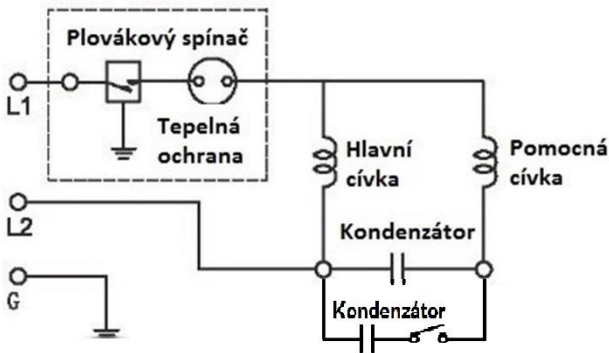 Plovákový spínač
L1
Tepelná
ochrana
Hlavní
cívka
Pomocná
cívka
L2
Kondenzátor
G
Kondenzátor